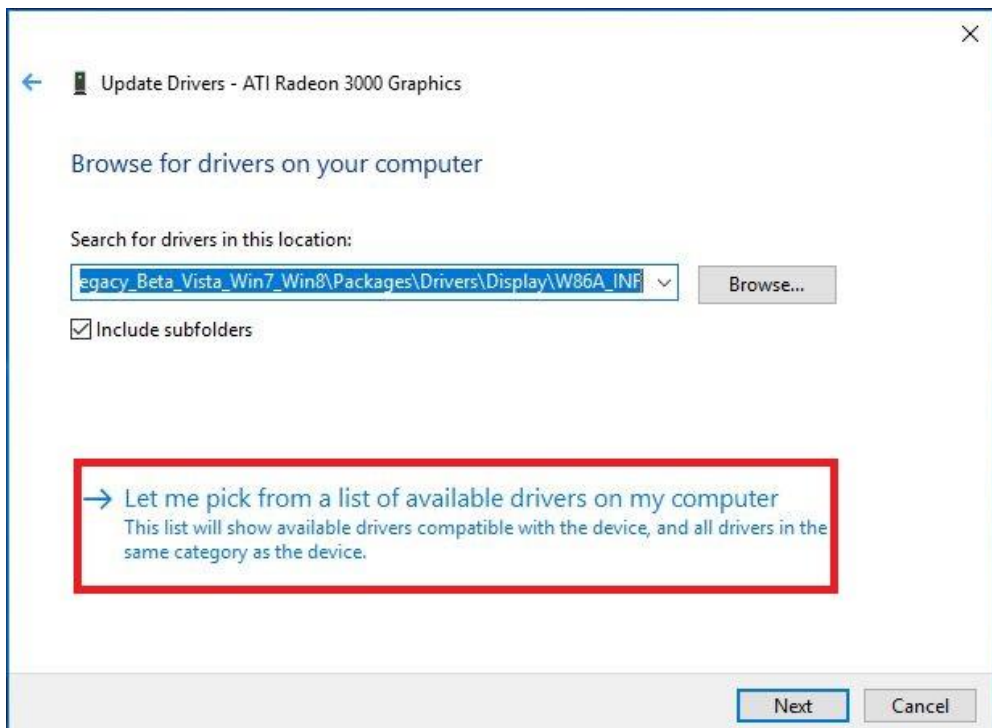 Update Drivers - ATI Radeon 3000 Graphics
Browse for drivers on your computer
Search for drivers in this location:
egacy_Beta_Vista_Win7_Win8\Packages\Drivers\Display\W86A_INF
Browse...
Include subfolders
Let me pick from a list of available drivers on my computer
This list will show available drivers compatible with the device, and all drivers in the
same category as the device.
Next
Cancel